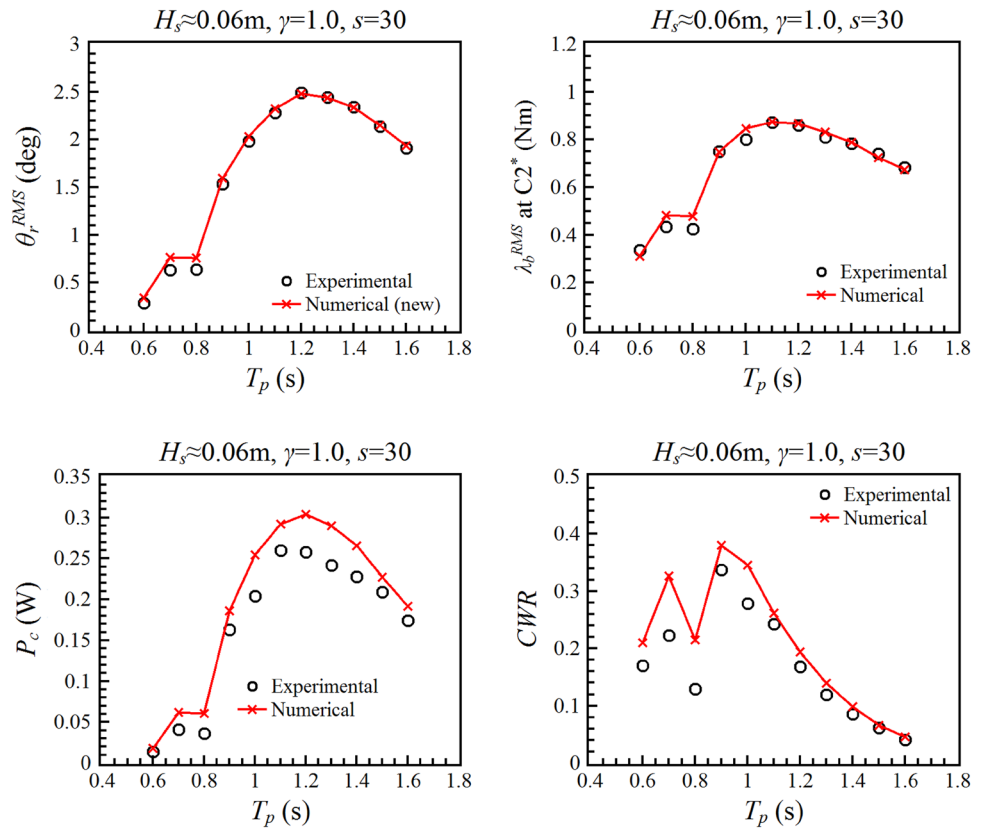 Hs≈0.06m, γ=1.0, s=30
θr^RMS (deg)
3
2.5
2
1.5
1
0.5
0
0.4 0.6 0.8 1 1.2 1.4 1.6 1.8
Tp (s)
Experimental
Numerical (new)
Hs≈0.06m, γ=1.0, s=30
λb^RMS at C2* (Nm)
1.2
1
0.8
0.6
0.4
0.2
0
0.4 0.6 0.8 1 1.2 1.4 1.6 1.8
Tp (s)
Experimental
Numerical
Hs≈0.06m, γ=1.0, s=30
Pc (W)
0.35
0.3
0.25
0.2
0.15
0.1
0.05
0
0.4 0.6 0.8 1 1.2 1.4 1.6 1.8
Tp (s)
Experimental
Numerical
Hs≈0.06m, γ=1.0, s=30
CWR
0.5
0.4
0.3
0.2
0.1
0
0.4 0.6 0.8 1 1.2 1.4 1.6 1.8
Tp (s)
Experimental
Numerical